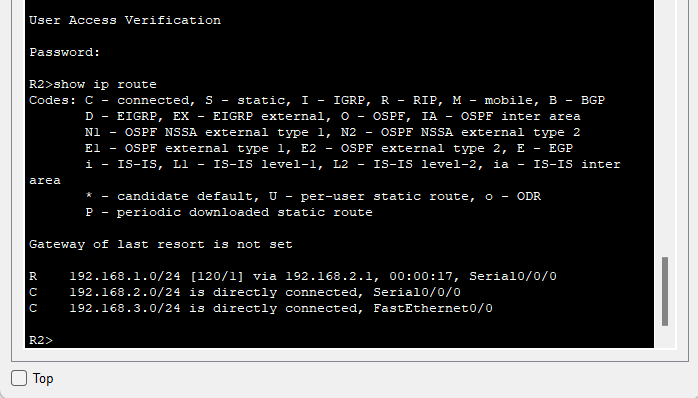 User Access Verification
Password:
R2>show ip route
Codes: C - connected, S - static, I - IGRP, R - RIP, M - mobile, B - BGP
       D - EIGRP, EX - EIGRP external, O - OSPF, IA - OSPF inter area
       N1 - OSPF NSSA external type 1, N2 - OSPF NSSA external type 2
       E1 - OSPF external type 1, E2 - OSPF external type 2, E - EGP
       i - IS-IS, L1 - IS-IS level-1, L2 - IS-IS level-2, ia - IS-IS inter
area
       * - candidate default, U - per-user static route, o - ODR
       P - periodic downloaded static route
Gateway of last resort is not set
R    192.168.1.0/24 [120/1] via 192.168.2.1, 00:00:17, Serial0/0/0
C    192.168.2.0/24 is directly connected, Serial0/0/0
C    192.168.3.0/24 is directly connected, FastEthernet0/0
R2>
Top